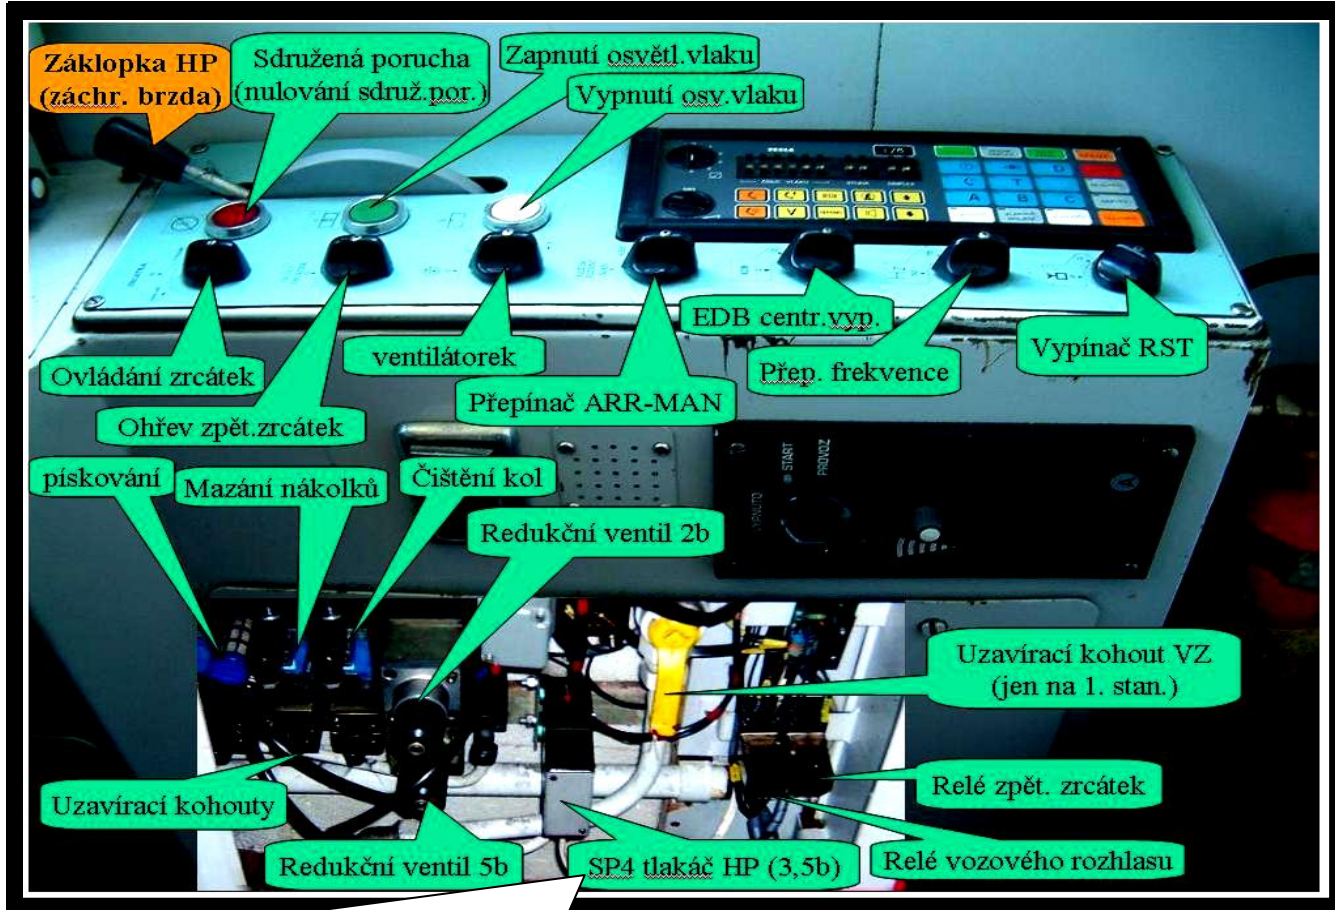 Záklopka HP
(záchr. brzda)
Sdružená porucha
(nulování sdruž.por.)
Zapnutí osvětl.vlaku
Vypnutí osv.vlaku
TESLA
Ovládání zrcátek
Ohřev zpět.zrcátek
ventilátorek
Přepínač ARR-MAN
EDB centr.vyp.
Přep. frekvence
Vypínač RST
pískování
Mazání nákolků
Čištění kol
Redukční ventil 2b
VYPNUTO
START
PROVOZ
Uzavírací kohout VZ
(jen na 1. stan.)
Uzavírací kohouty
Relé zpět. zrcátek
Redukční ventil 5b
SP4 tlakáč HP (3,5b)
Relé vozového rozhlasu